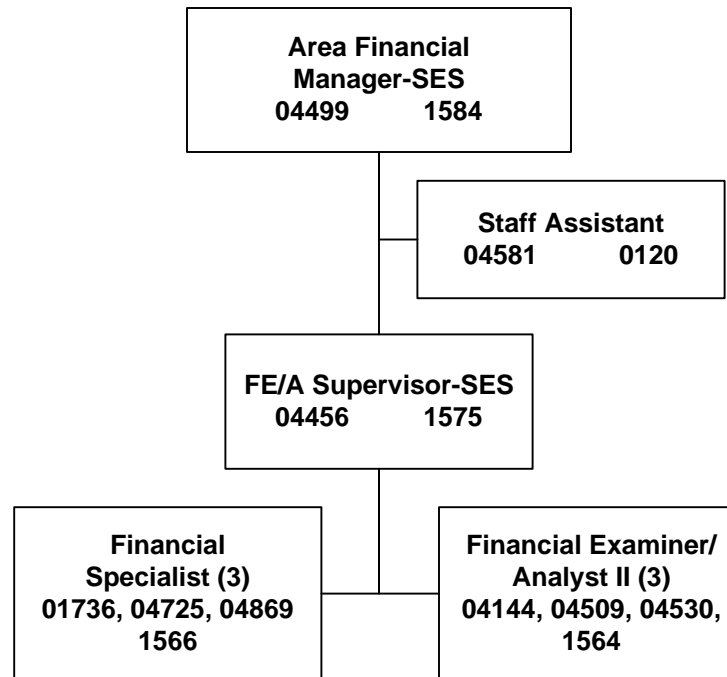 Area Financial
Manager-SES
04499 1584
Staff Assistant
04581 0120
FE/A Supervisor-SES
04456 1575
Financial
Specialist (3)
01736, 04725, 04869
1566
Financial Examiner/
Analyst II (3)
04144, 04509, 04530,
1564